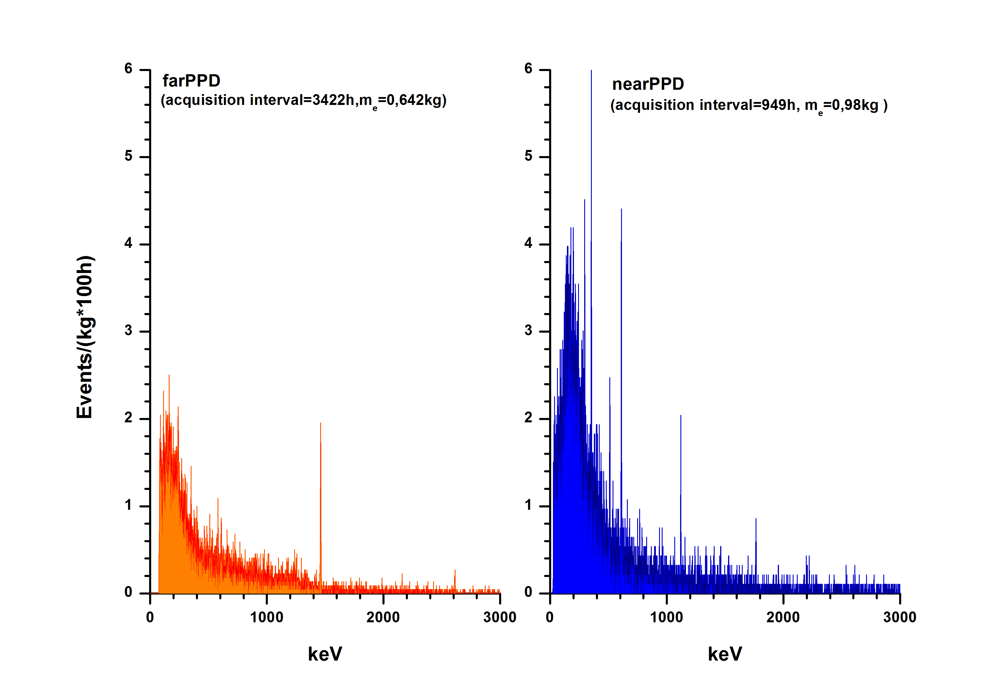 farPPD
(acquisition interval=3422h,me=0,642kg)
6
5
4
3
2
1
0
Events/(kg*100h)
0 1000 2000 3000
keV
nearPPD
(acquisition interval=949h, me=0,98kg )
6
5
4
3
2
1
0
0 1000 2000 3000
keV